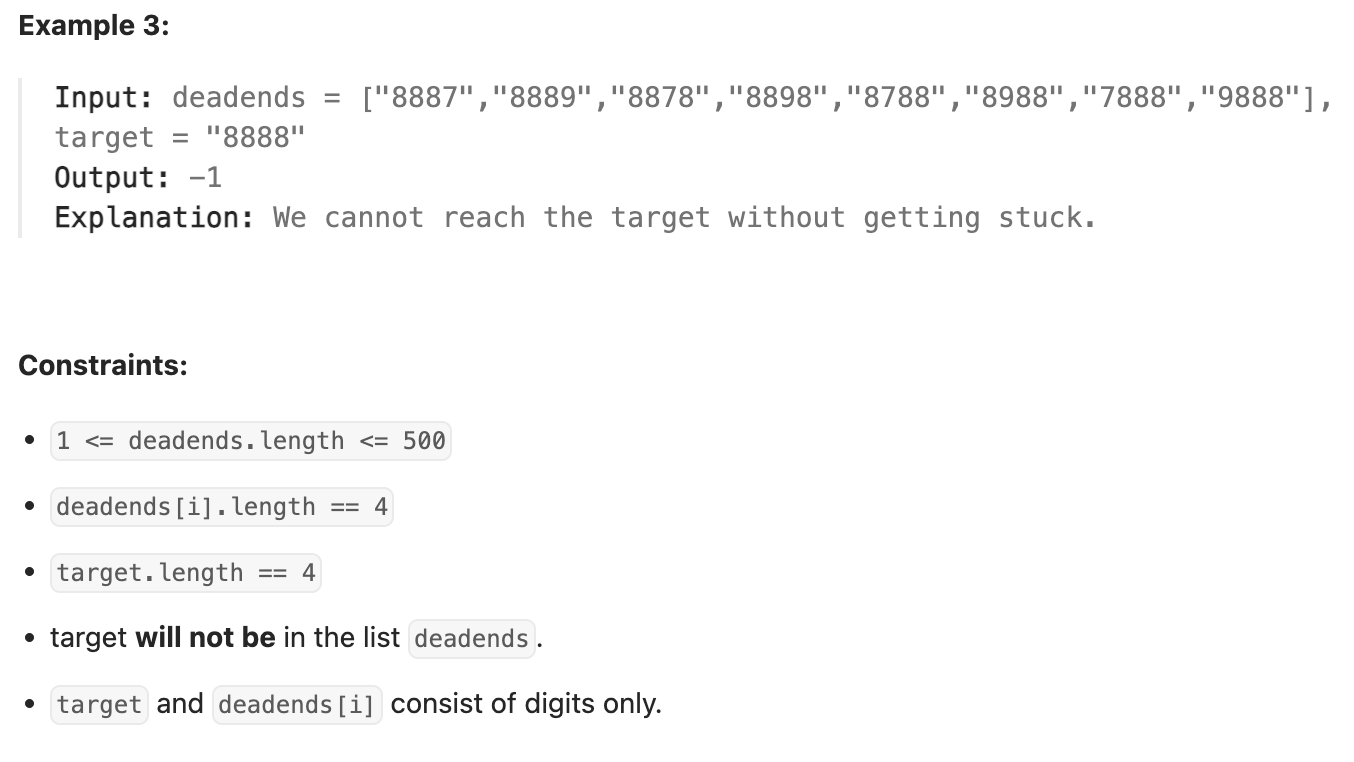 Example 3:
Input: deadends = ["8887","8889","8878","8898","8788","8988","7888","9888"],
target = "8888"
Output: -1
Explanation: We cannot reach the target without getting stuck.
Constraints:
• 1 <= deadends.length <= 500
• deadends[i].length == 4
• target.length == 4
• target will not be in the list deadends.
• target and deadends[i] consist of digits only.